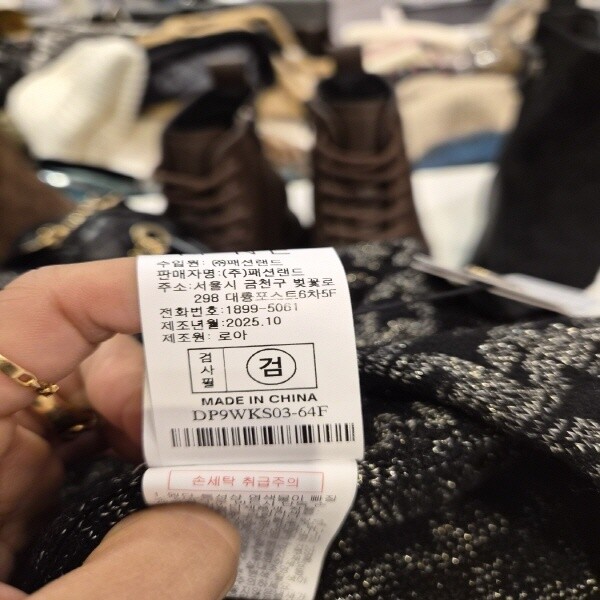 수입원: ㈜패션랜드
판매자명:(주)패션랜드
주소:서울시 금천구 벚꽃로
298 대륭포스트6차5F
전화번호:1899-5061
제조년월:2025.10
제조원: 로아
검사필
검
MADE IN CHINA
DP9WKS03-64F
손세탁 취급주의